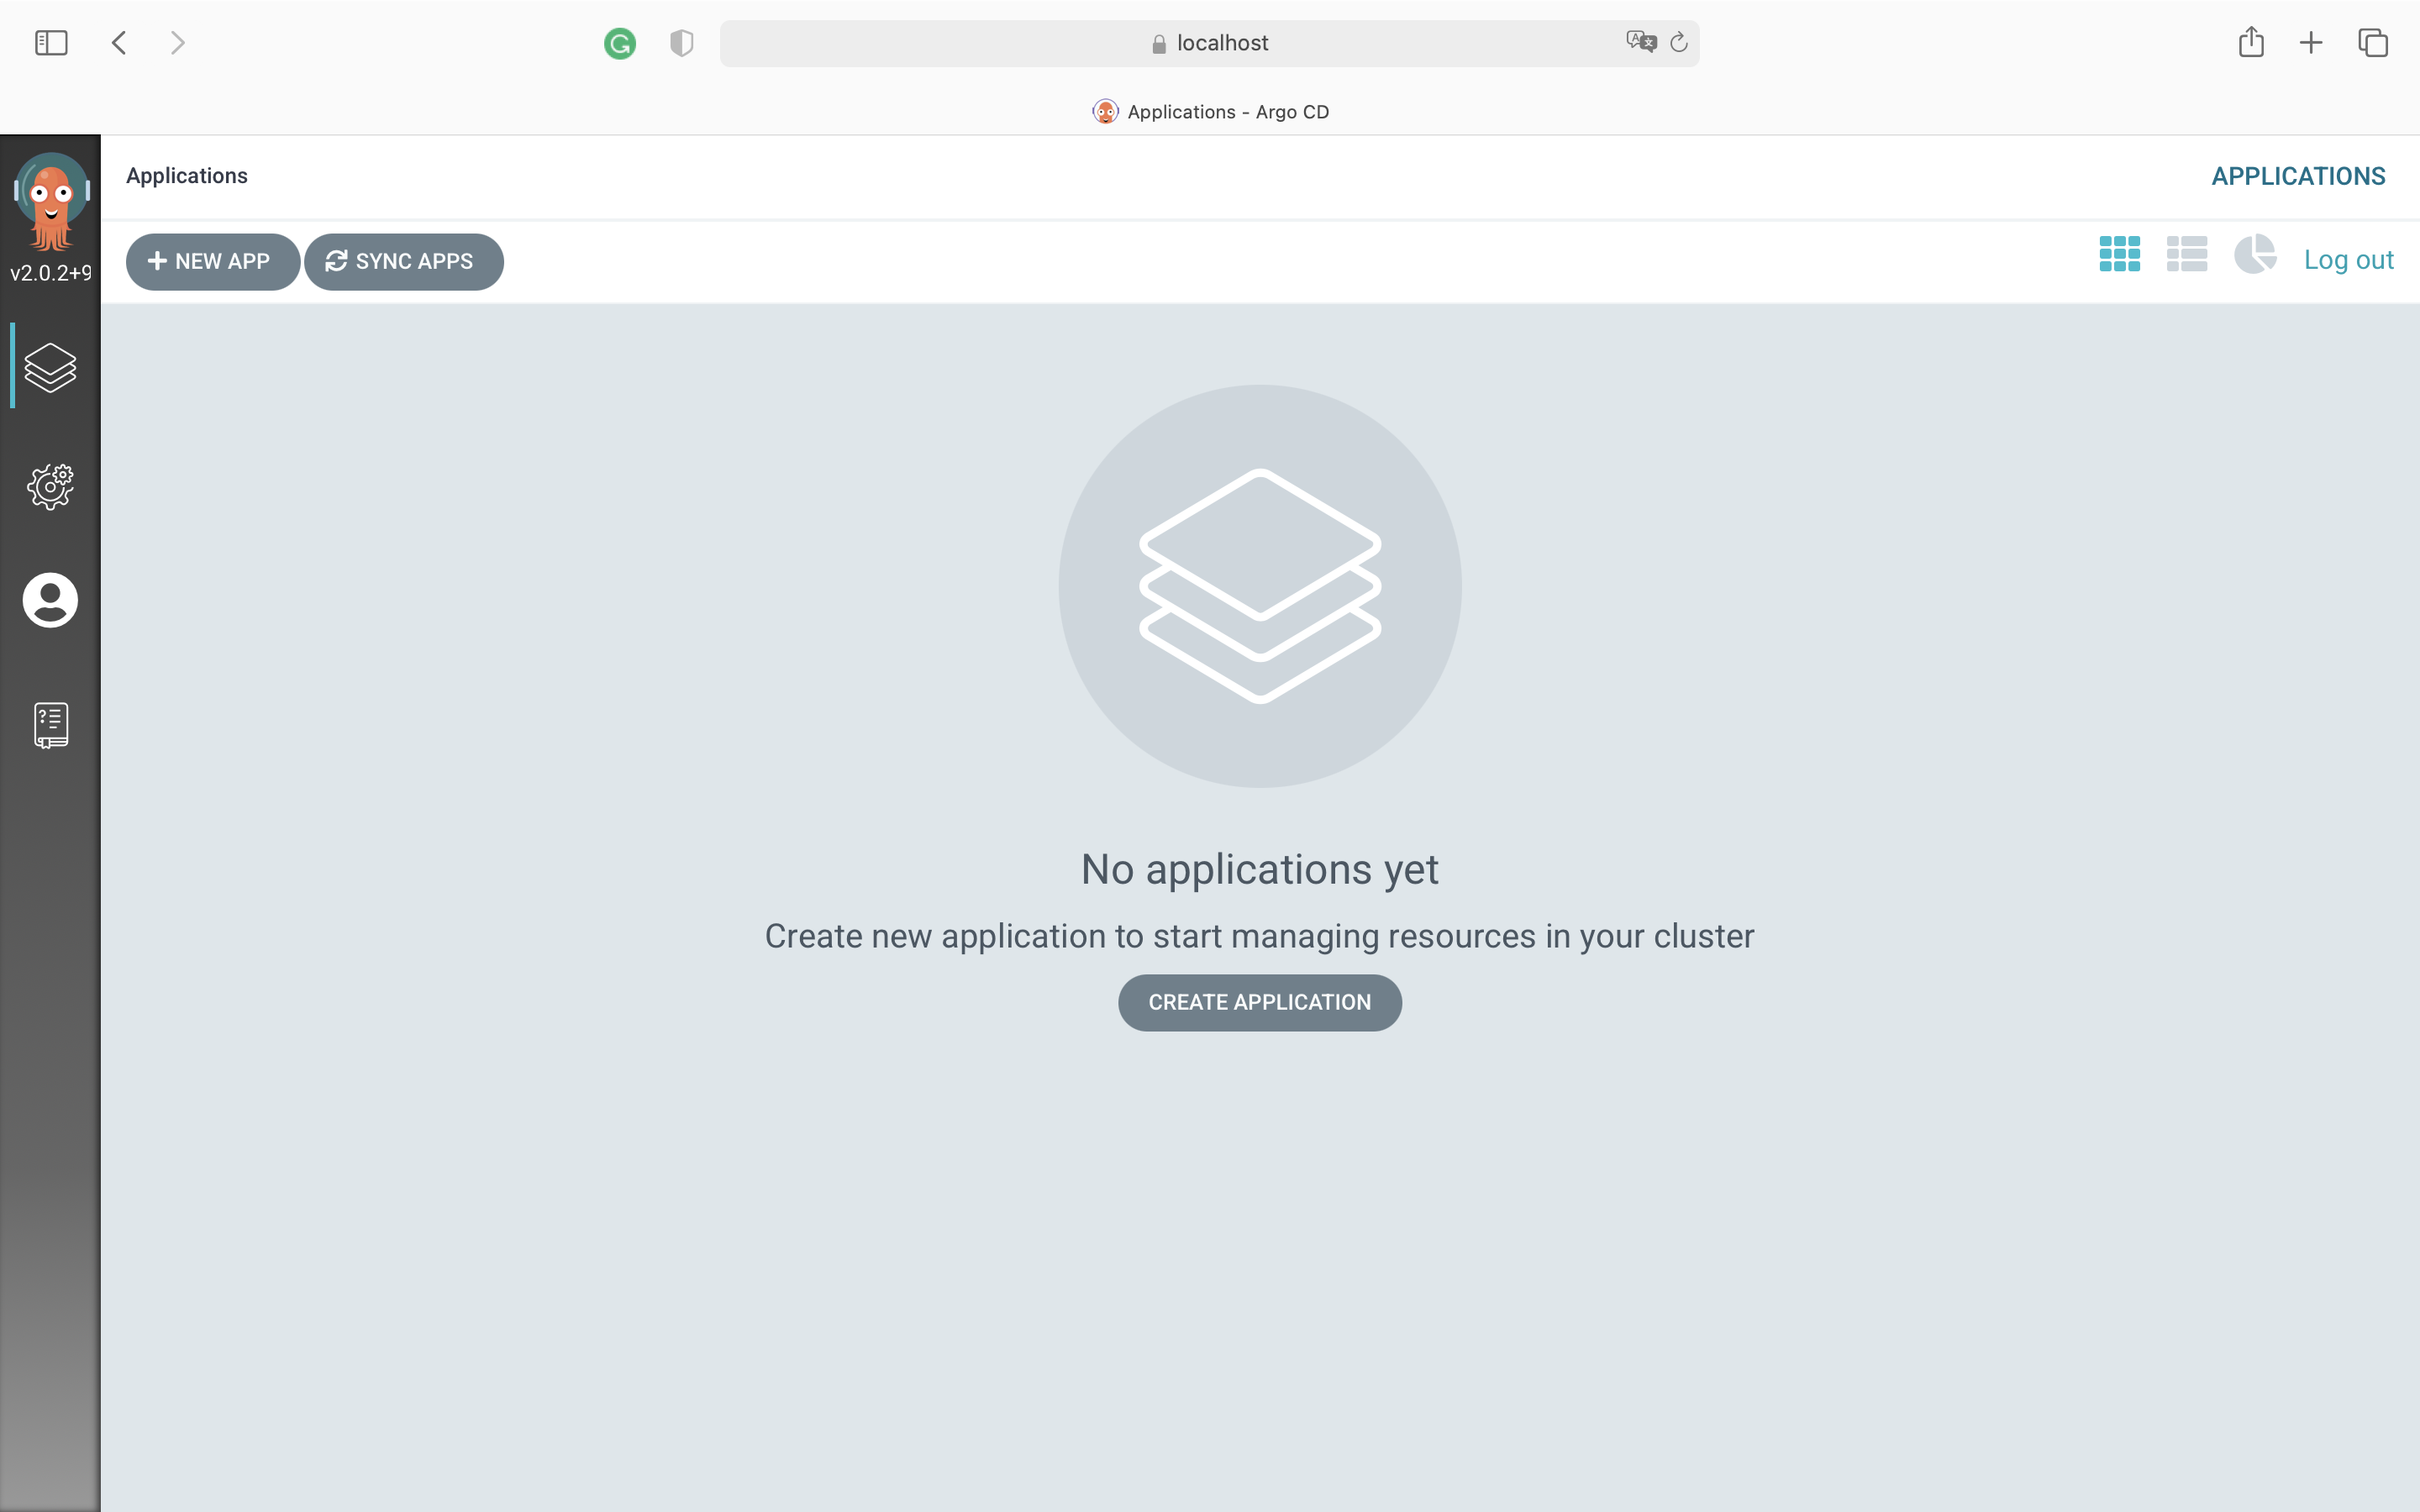 localhost
Applications - Argo CD
Applications
APPLICATIONS
v2.0.2+9
NEW APP
SYNC APPS
Log out
No applications yet
Create new application to start managing resources in your cluster
CREATE APPLICATION